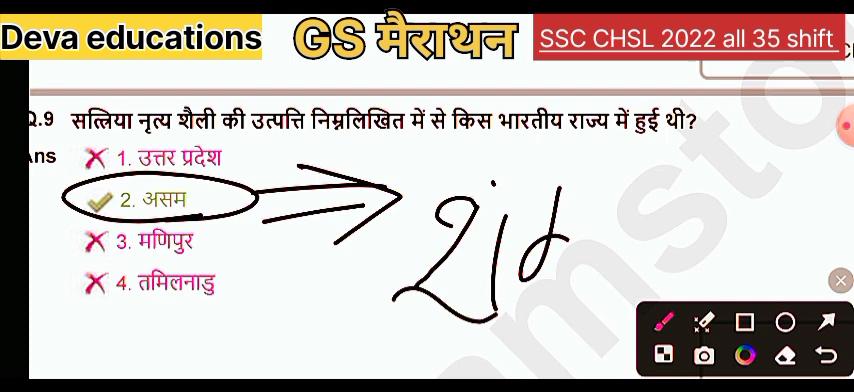 Deva educations GS मैराथन SSC CHSL 2022 all 35 shift
Q.9 सत्त्रिया नृत्य शैली की उत्पत्ति निम्नलिखित में से किस भारतीय राज्य में हुई थी?
Ans 1. उत्तर प्रदेश
2. असम
3. मणिपुर
4. तमिलनाडु